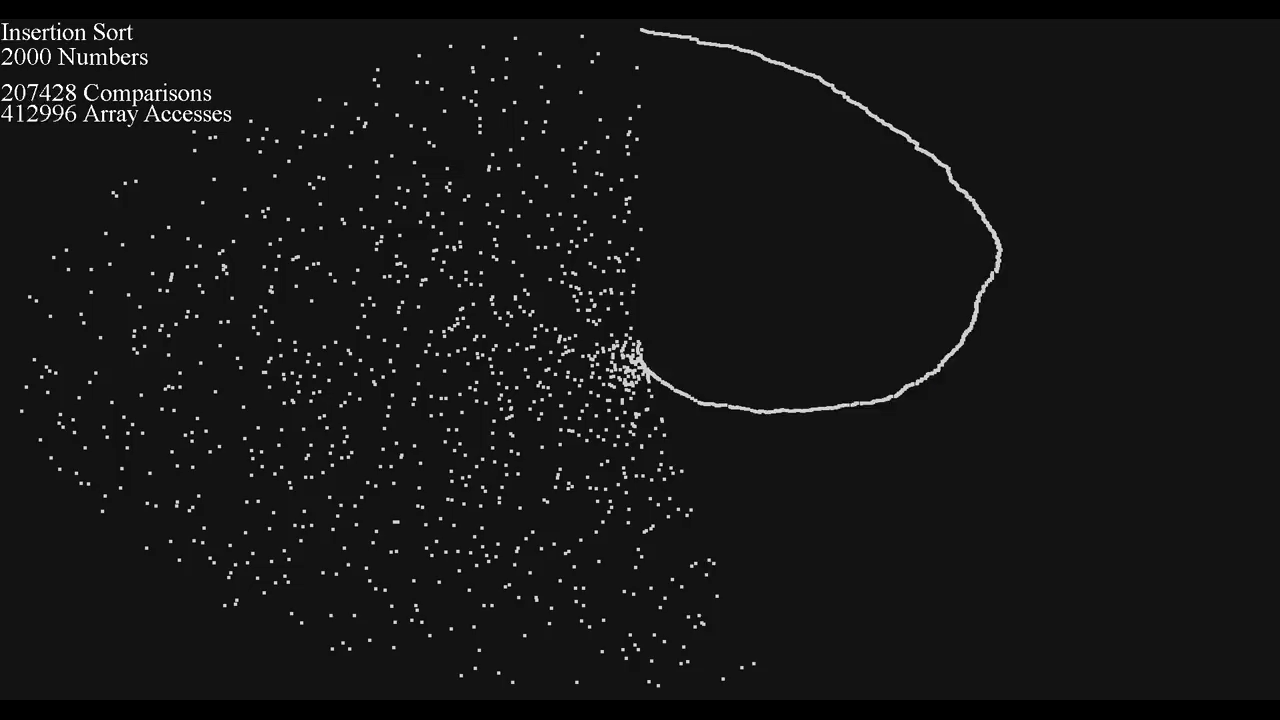 Insertion Sort
2000 Numbers
207428 Comparisons
412996 Array Accesses